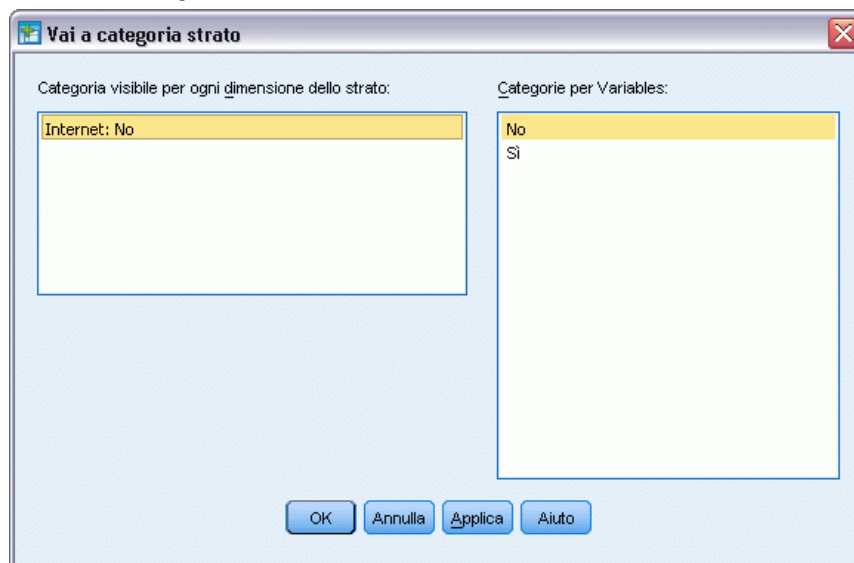 Vai a categoria strato
Categoria visibile per ogni dimensione dello strato:
Internet: No
Categorie per Variables:
No
Sì
OK
Annulla
Applica
Aiuto